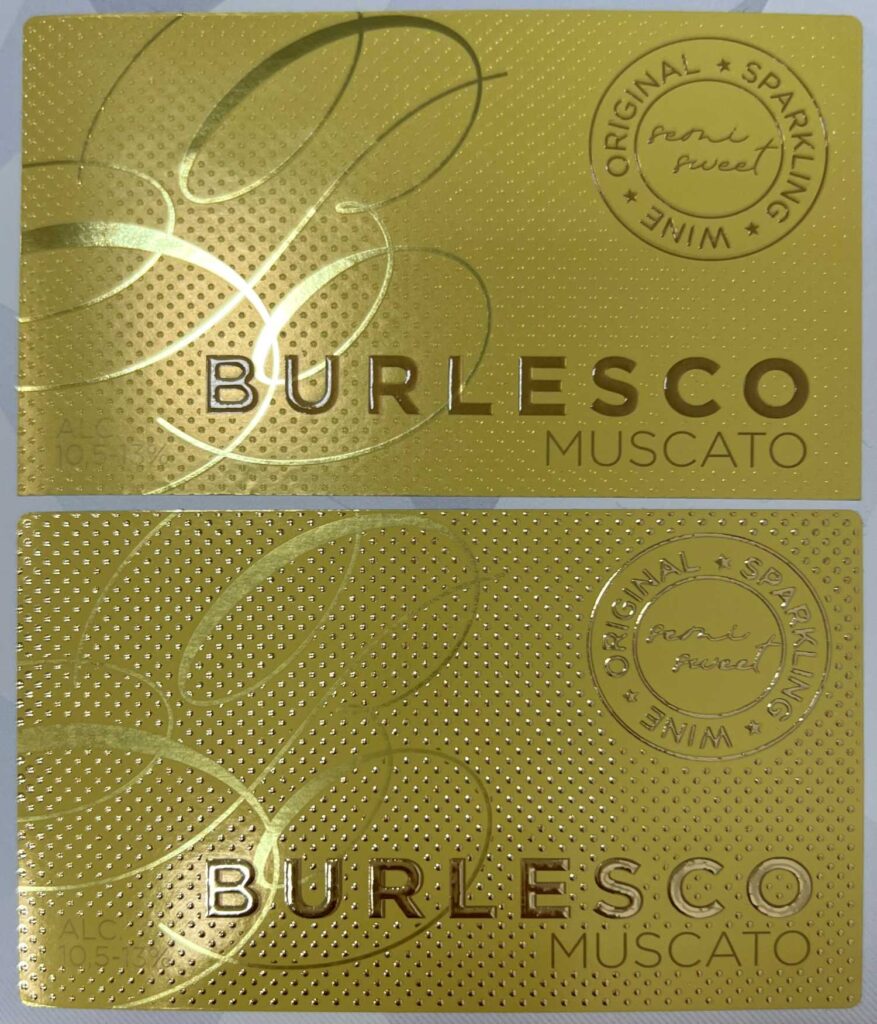 ORIGINAL ★ SPARKLING ★ WINE ★
semi
sweet
BURLESCO
MUSCATO
ALC.
10,5-13%
ORIGINAL ★ SPARKLING ★ WINE ★
semi
sweet
BURLESCO
MUSCATO
ALC.
10,5-13%